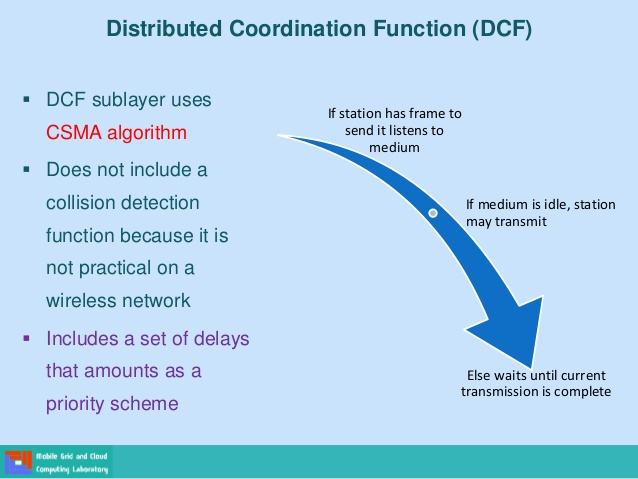 Distributed Coordination Function (DCF)
▪ DCF sublayer uses
CSMA algorithm
▪ Does not include a
collision detection
function because it is
not practical on a
wireless network
▪ Includes a set of delays
that amounts as a
priority scheme
If station has frame to
send it listens to
medium
If medium is idle, station
may transmit
Else waits until current
transmission is complete
Mobile Grid and Cloud
Computing Laboratory